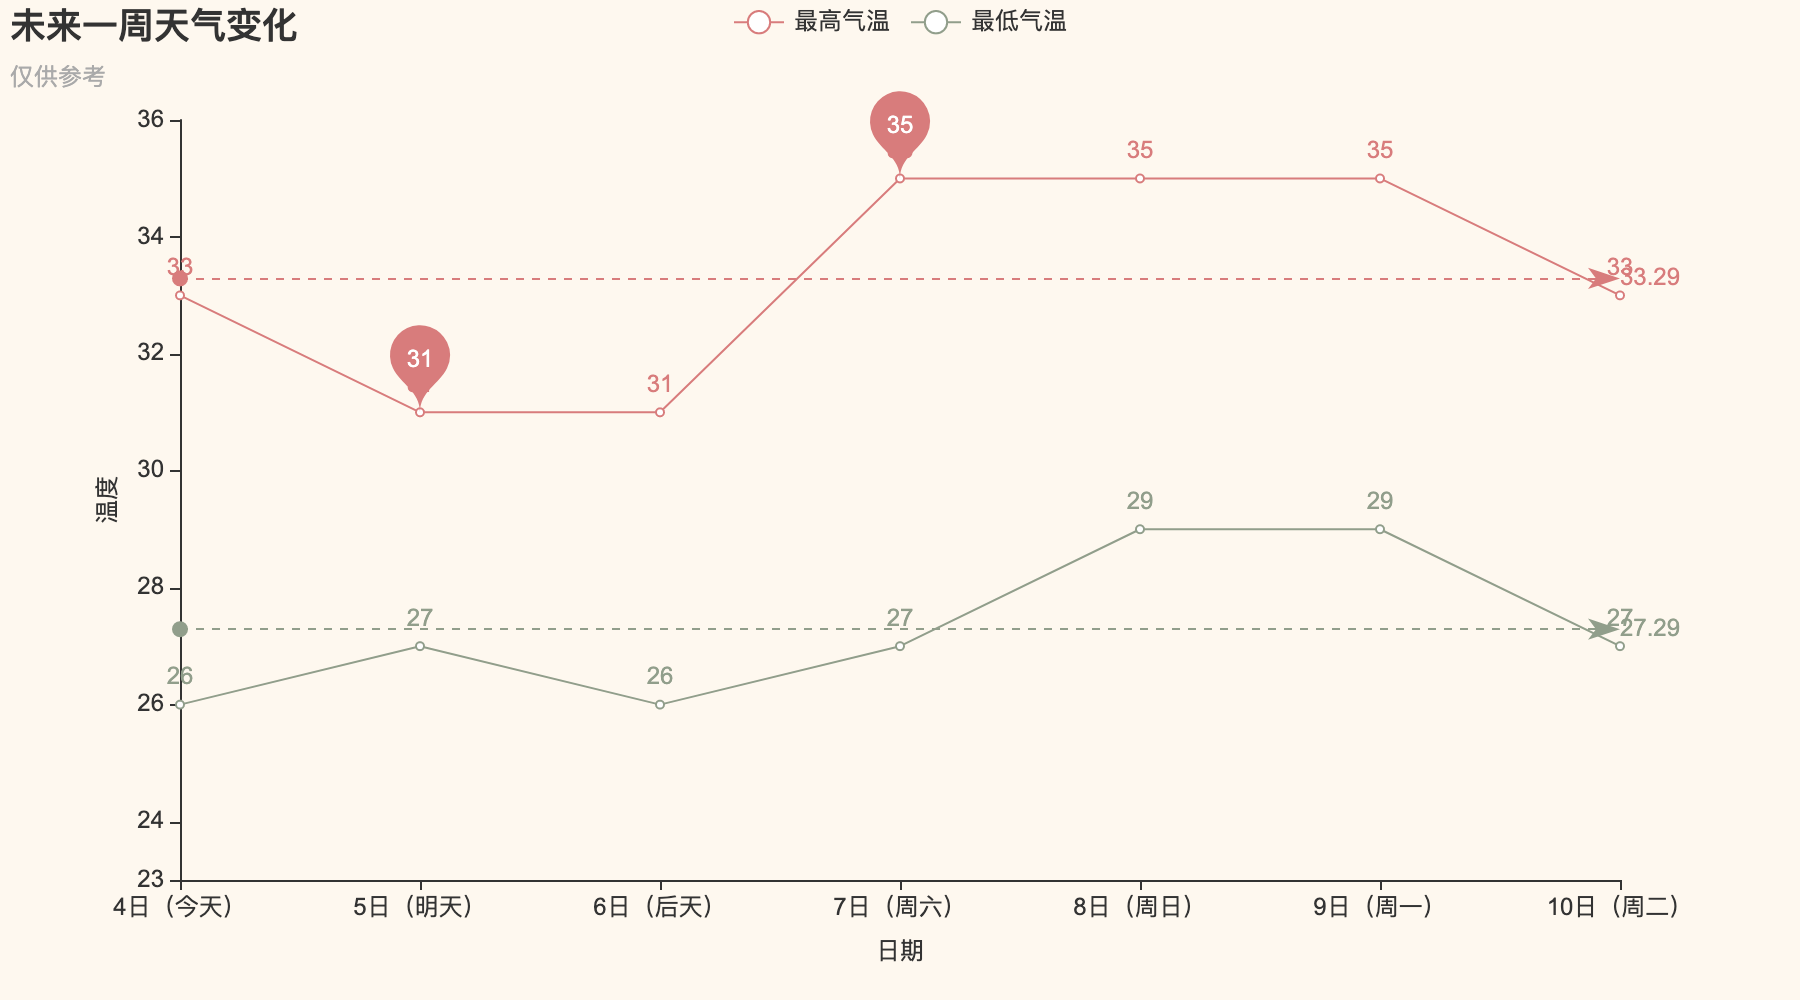 未来一周天气变化
仅供参考
最高气温 最低气温
36
34
32
30
28
26
24
23
温度
33 31 31 35 35 35 33
33.29
26 27 26 27 29 29 27
27.29
4日（今天） 5日（明天） 6日（后天） 7日（周六） 8日（周日） 9日（周一） 10日（周二）
日期